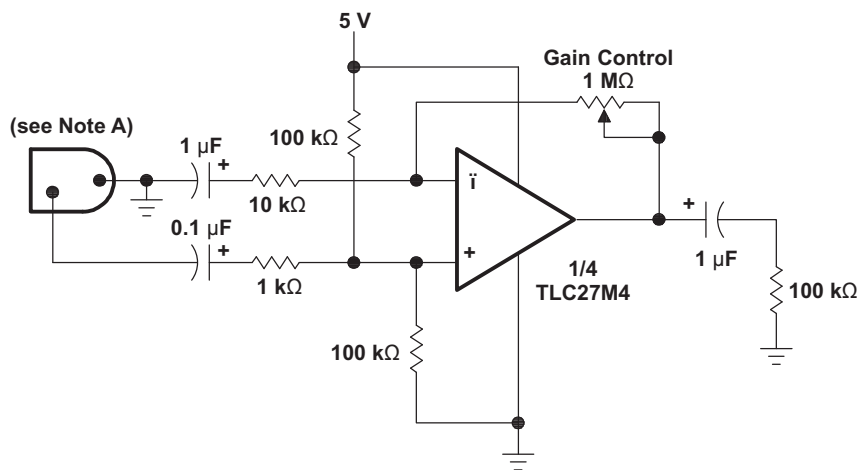 5 V
Gain Control
1 MΩ
(see Note A)
100 kΩ
1 µF
+
ï
10 kΩ
0.1 µF
+
+
+
1/4
TLC27M4
1 µF
1 kΩ
100 kΩ
100 kΩ